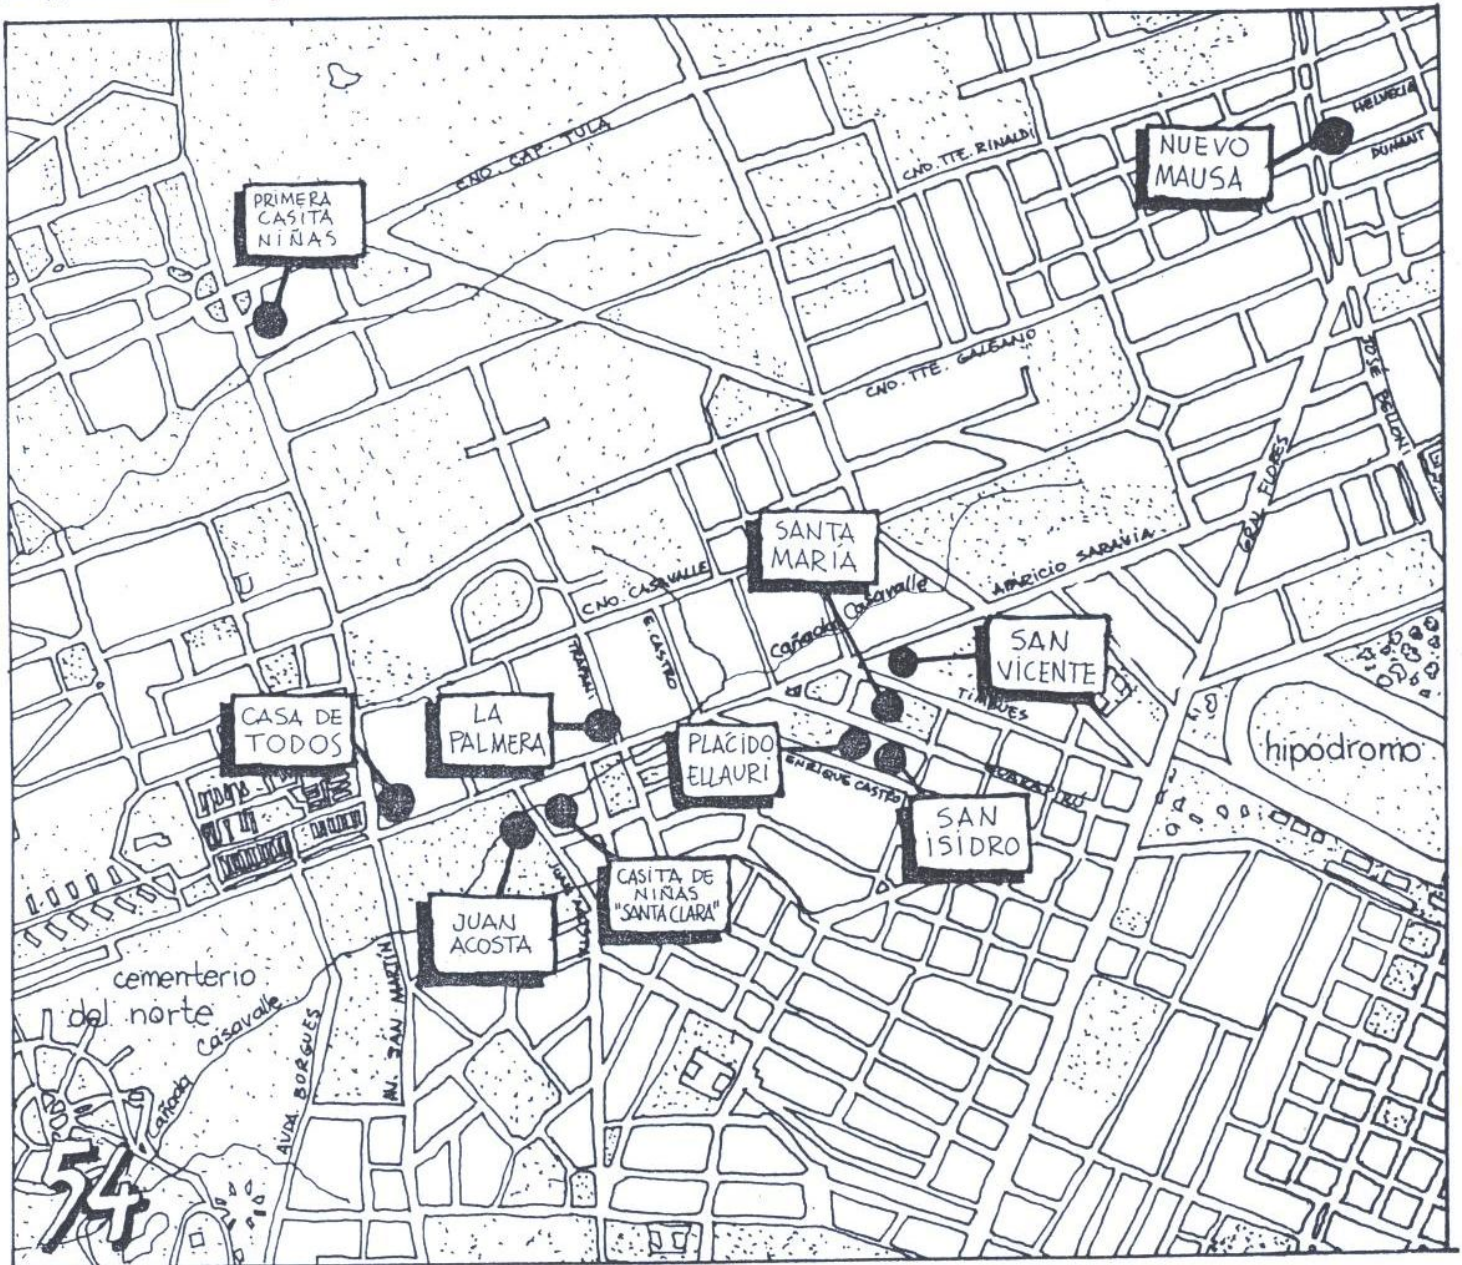 CNO. CAP. TULA
CNO. TTE. RINALDI
HELVECIA
DUNANT
NUEVO
MAUSA
PRIMERA
CASITA
NIÑAS
CNO. TTE GALEANO
JOSE BELLONI
GRAL FLORES
SANTA
MARIA
APARICIO SARAVIA
CNO. CASAVALLE
Cañada Casavalle
E. CASTRO
TRAPANI
SAN
VICENTE
TIMBUES
CASA DE
TODOS
LA
PALMERA
PLACIDO
ELLAURI
ENRIQUE CASTRO
hipódromo
SAN
ISIDRO
CASITA DE
NIÑAS
"SANTA CLARA"
JUAN
ACOSTA
AV. SAN MARTIN
cementerio
del norte
Cañada Casavalle
AVDA. BORGUES
54